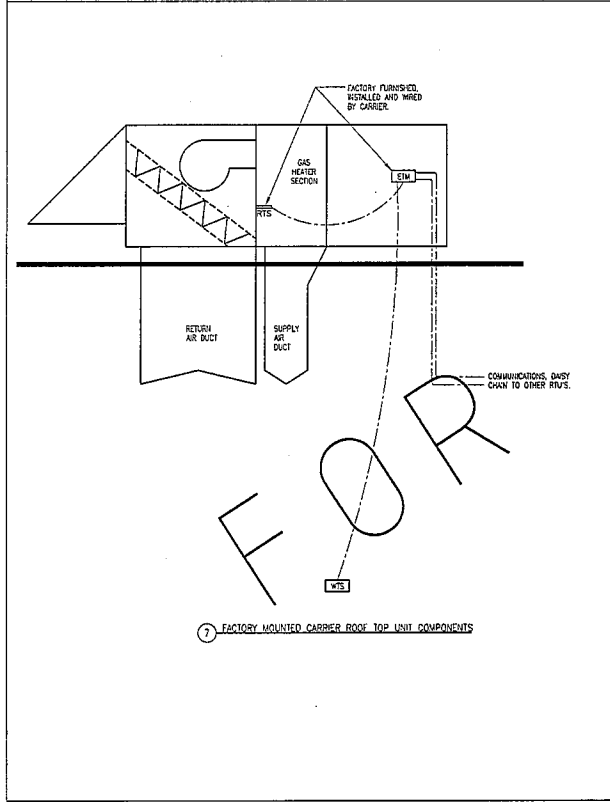 FACTORY FURNISHED,
INSTALLED AND WIRED
BY CARRIER.
GAS
HEATER
SECTION
ETM
RTS
RETURN
AIR DUCT
SUPPLY
AIR
DUCT
COMMUNICATIONS, DAISY
CHAIN TO OTHER RTU'S.
FOR
WTS
7 FACTORY MOUNTED CARRIER ROOF TOP UNIT COMPONENTS